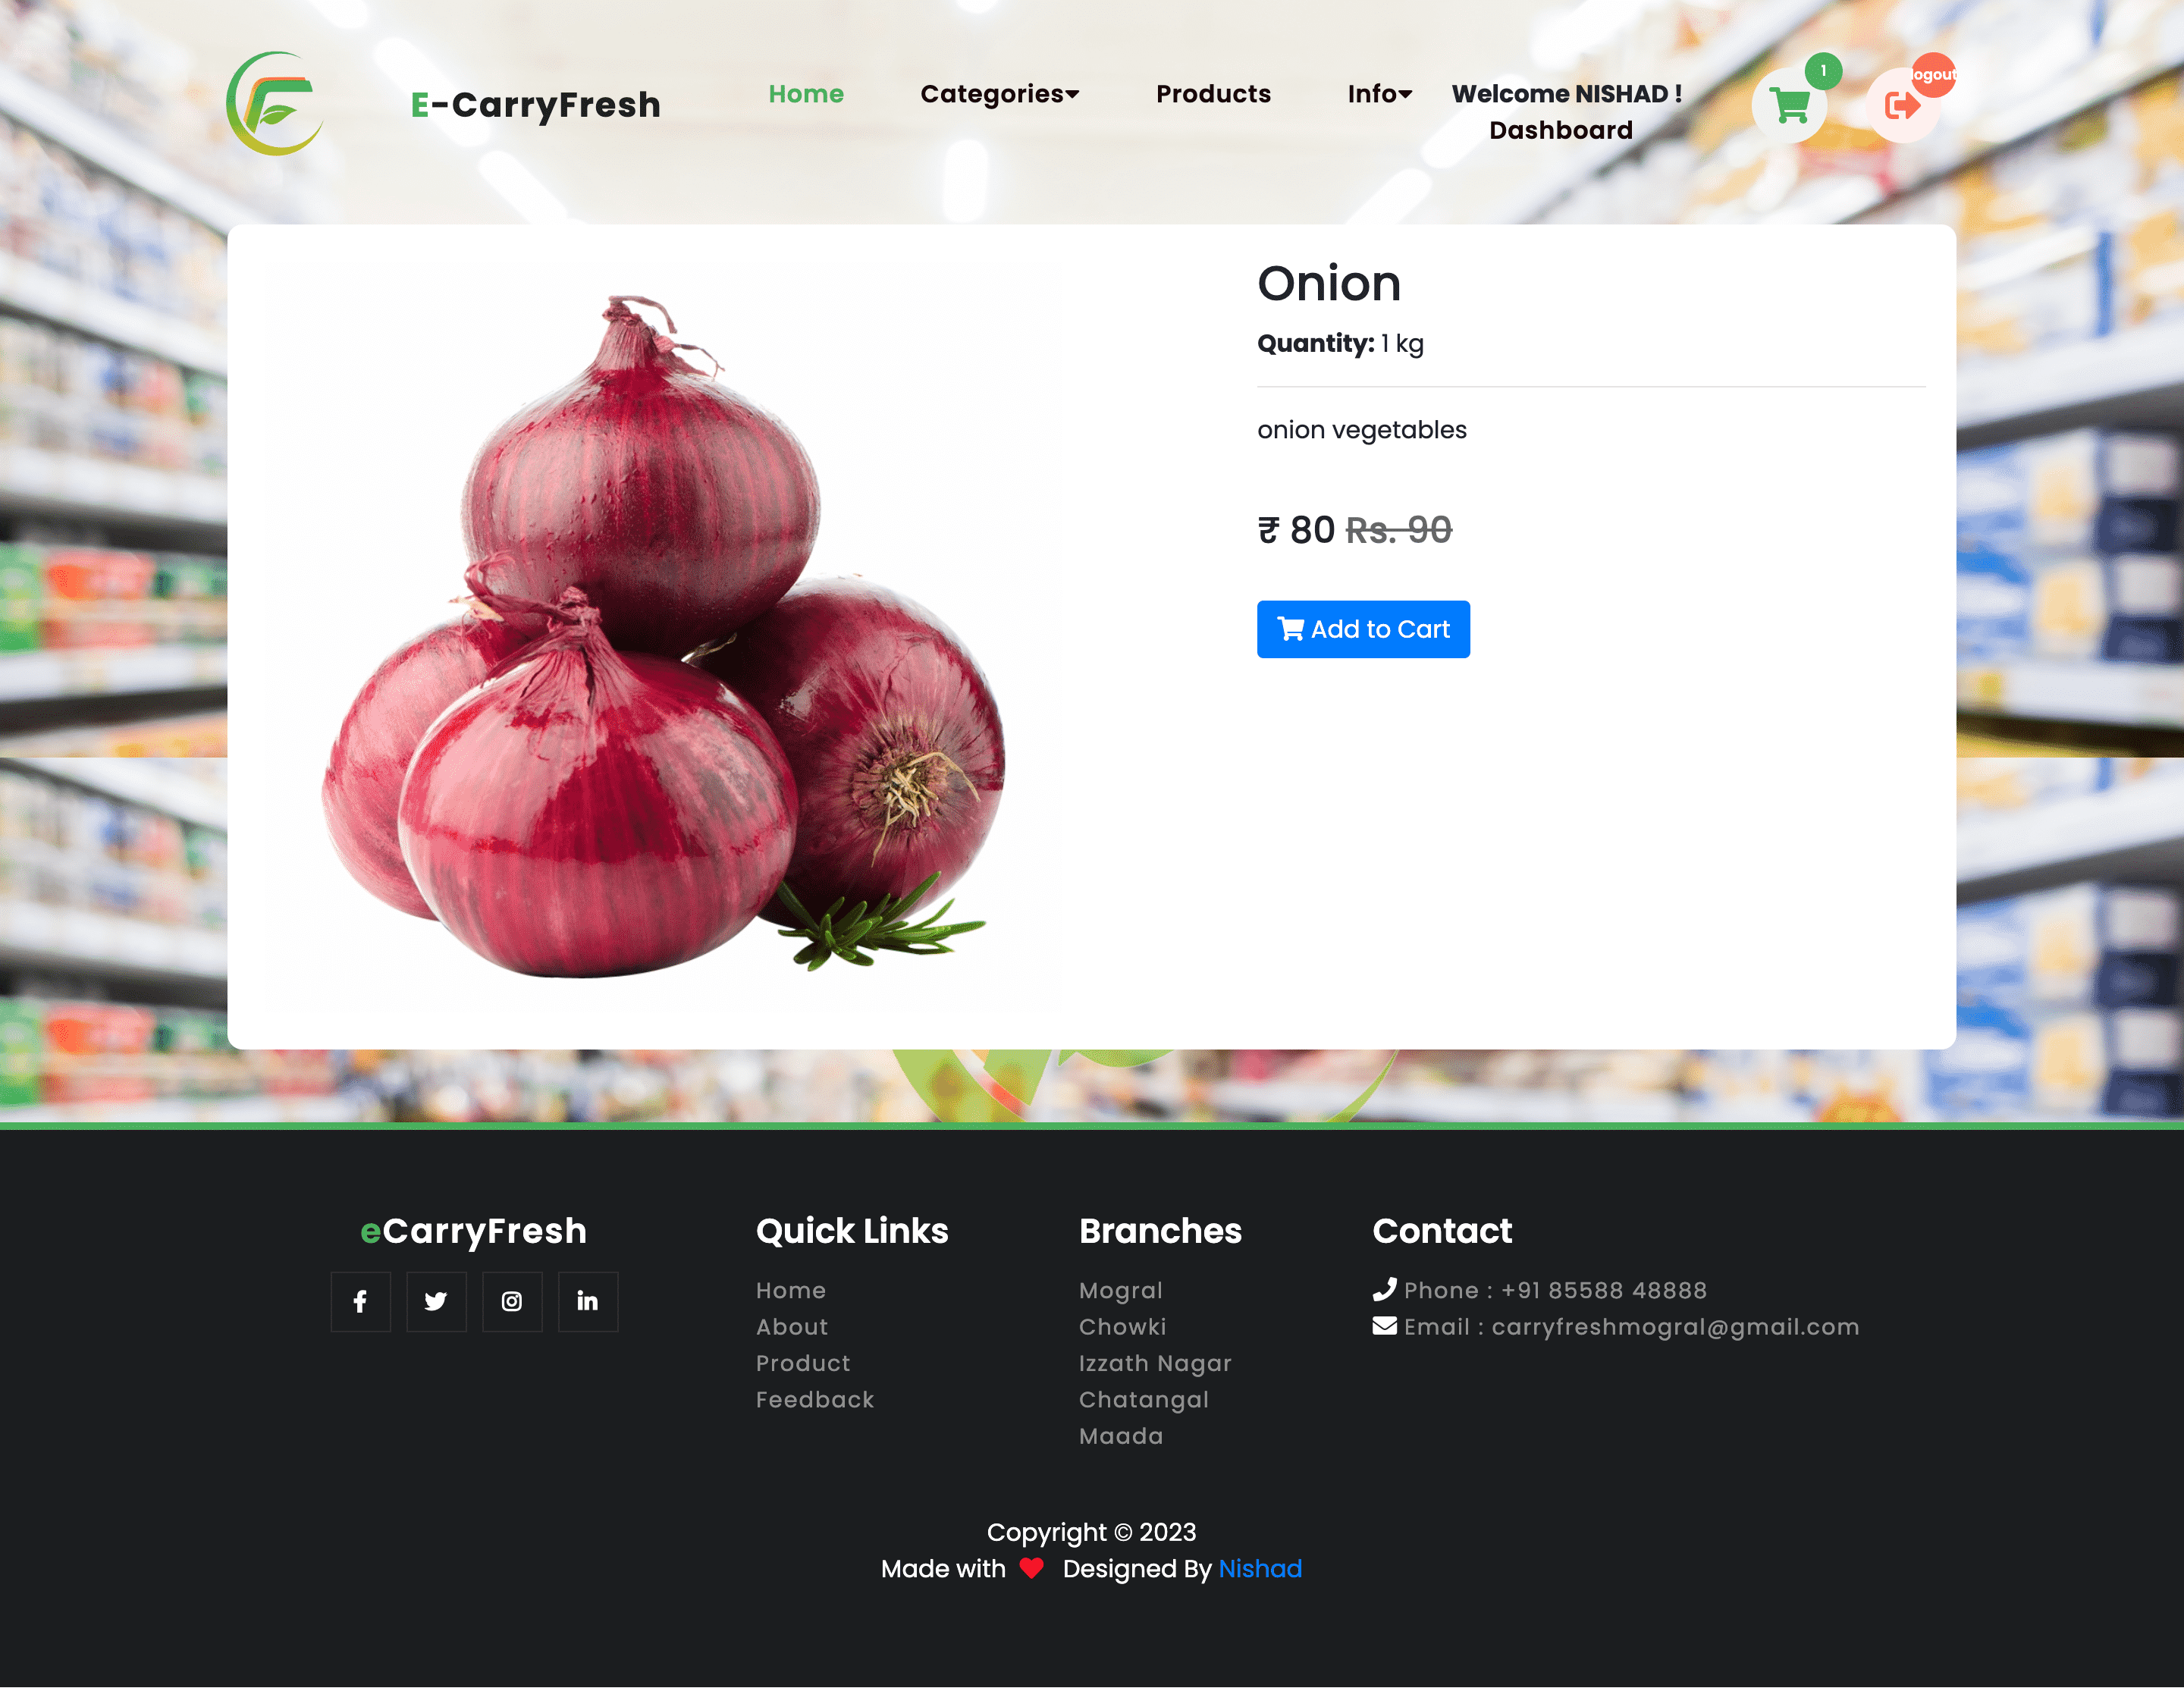 E-CarryFresh
Home
Categories
Products
Info
Welcome NISHAD !
Dashboard
1
logout
Onion
Quantity: 1 kg
onion vegetables
₹ 80 Rs. 90
Add to Cart
eCarryFresh
Quick Links
Home
About
Product
Feedback
Branches
Mogral
Chowki
Izzath Nagar
Chatangal
Maada
Contact
Phone : +91 85588 48888
Email : carryfreshmogral@gmail.com
Copyright © 2023
Made with Designed By Nishad